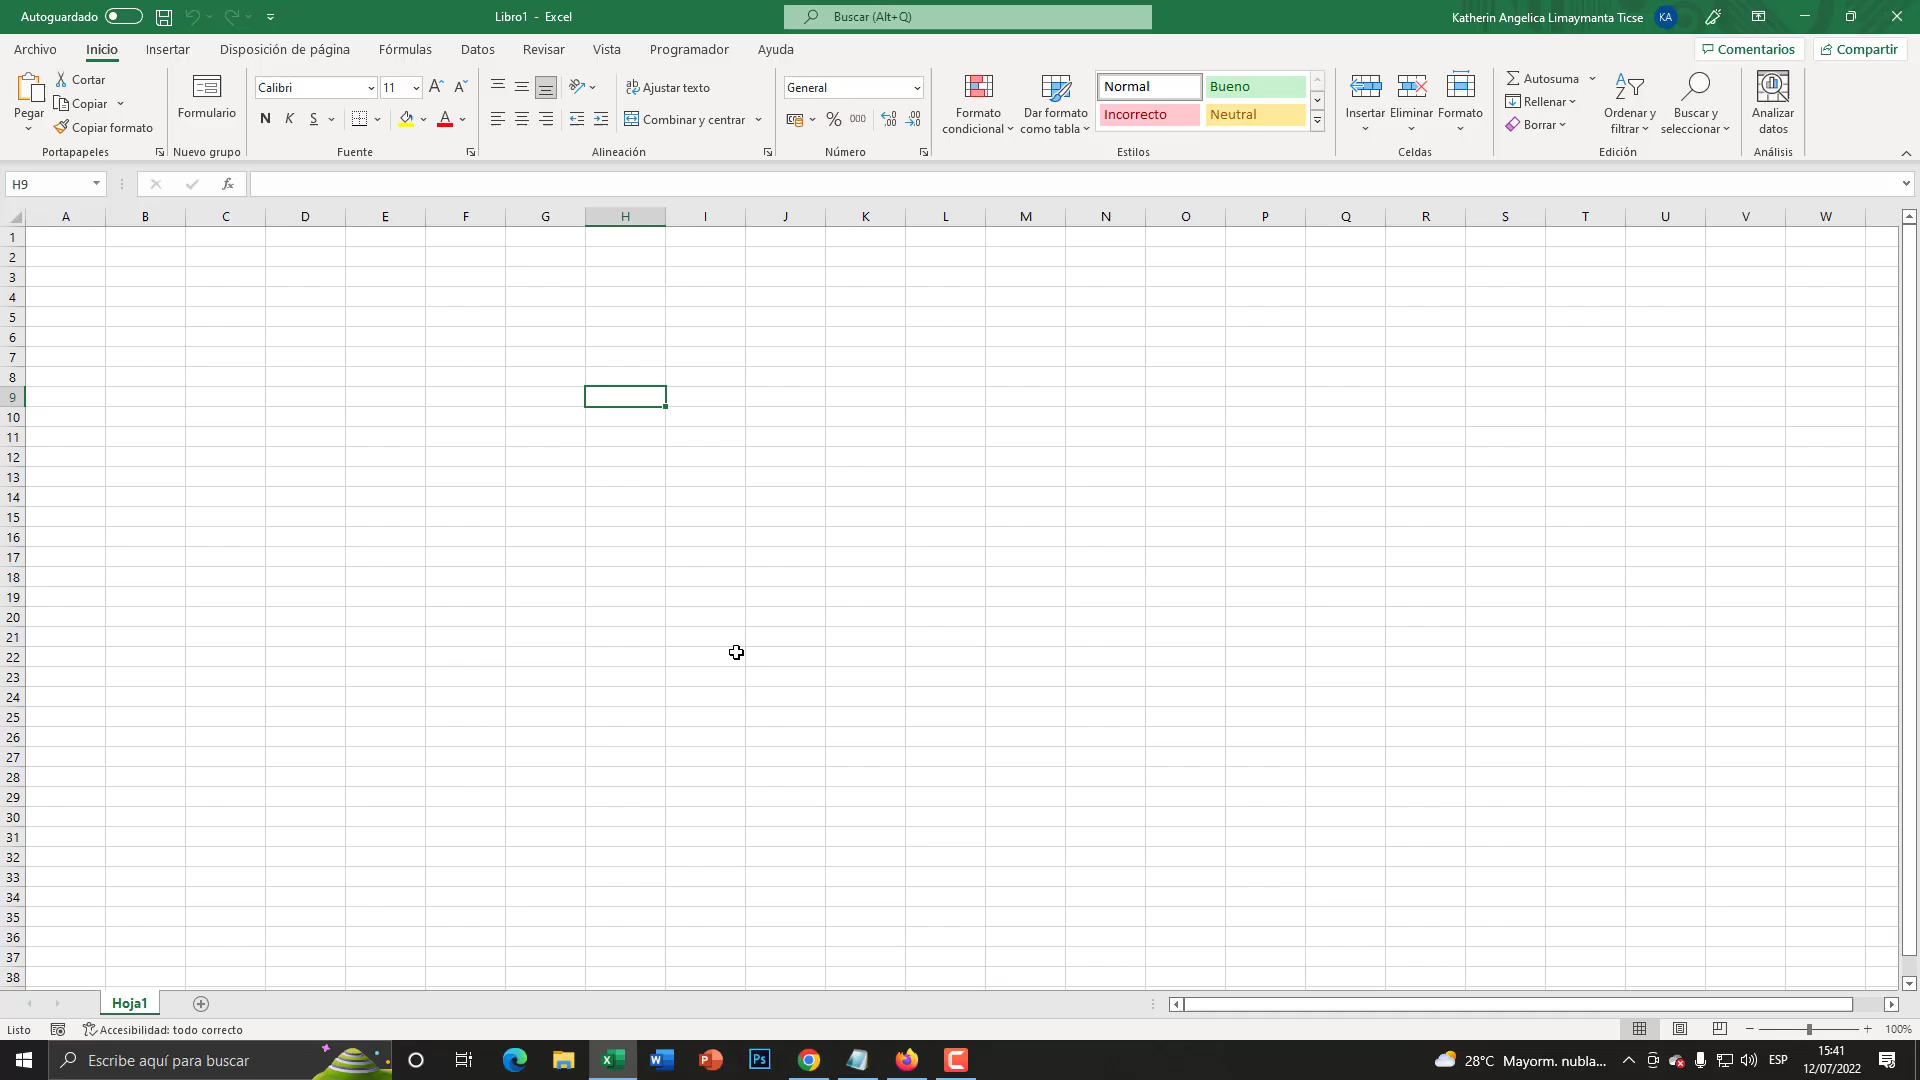 Autoguardado
Libro1 - Excel
Buscar (Alt+Q)
Katherin Angelica Limaymanta Ticse KA
Archivo Inicio Insertar Disposición de página Fórmulas Datos Revisar Vista Programador Ayuda Comentarios Compartir
Pegar
Cortar
Copiar
Copiar formato
Portapapeles
Formulario
Nuevo grupo
Calibri 11
N K S
Fuente
Ajustar texto
Combinar y centrar
Alineación
General
% 000
Número
Formato condicional
Dar formato como tabla
Normal Bueno
Incorrecto Neutral
Estilos
Insertar Eliminar Formato
Celdas
Autosuma
Rellenar
Borrar
Ordenar y filtrar
Buscar y seleccionar
Edición
Analizar datos
Análisis
H9
fx
A B C D E F G H I J K L M N O P Q R S T U V W
1
2
3
4
5
6
7
8
9
10
11
12
13
14
15
16
17
18
19
20
21
22
23
24
25
26
27
28
29
30
31
32
33
34
35
36
37
38
Hoja1
Listo Accesibilidad: todo correcto 100%
Escribe aquí para buscar
28°C Mayorm. nubla... ESP
15:41
12/07/2022